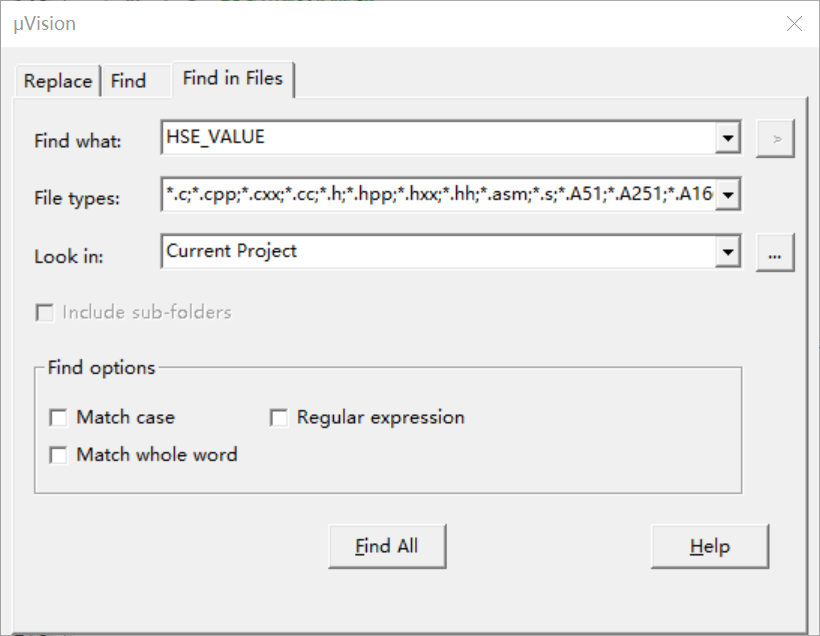 µVision
Replace Find Find in Files
Find what: HSE_VALUE >
File types: *.c;*.cpp;*.cxx;*.cc;*.h;*.hpp;*.hxx;*.hh;*.asm;*.s;*.A51;*.A251;*.A16
Look in: Current Project ...
Include sub-folders
Find options
Match case Regular expression
Match whole word
Find All Help